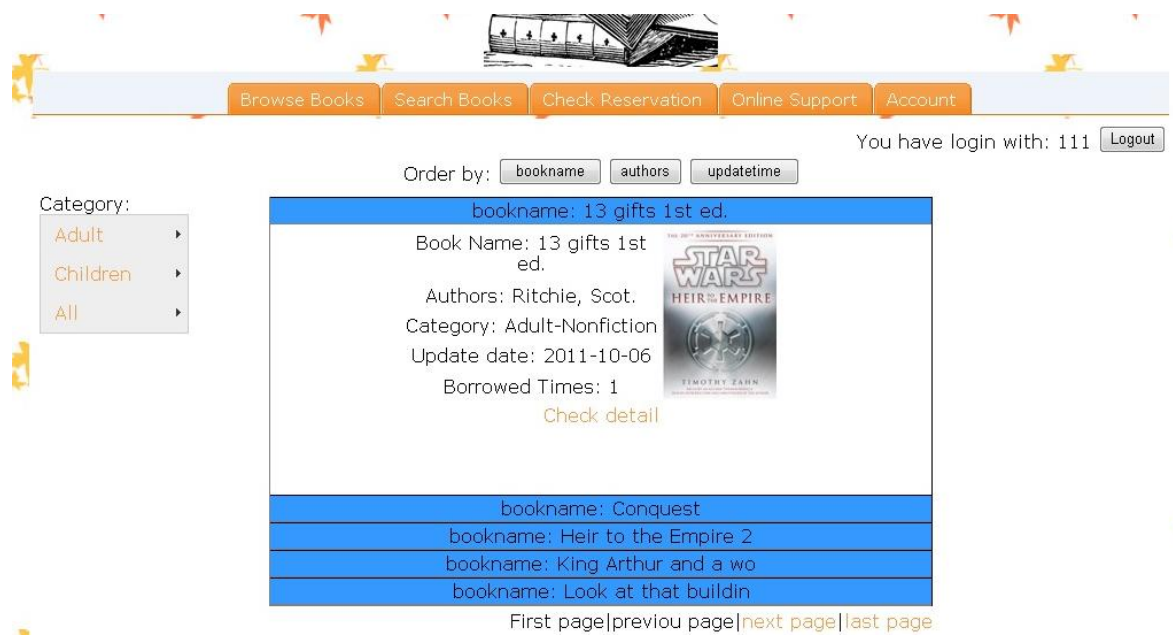 Browse Books Search Books Check Reservation Online Support Account
You have login with: 111 Logout
Order by: bookname authors updatetime
Category:
Adult
Children
All
bookname: 13 gifts 1st ed.
Book Name: 13 gifts 1st
ed.
Authors: Ritchie, Scot.
Category: Adult-Nonfiction
Update date: 2011-10-06
Borrowed Times: 1
Check detail
THE 20TH ANNIVERSARY EDITION
STAR
WARS
HEIR TO THE EMPIRE
TIMOTHY ZAHN
bookname: Conquest
bookname: Heir to the Empire 2
bookname: King Arthur and a wo
bookname: Look at that buildin
First page|previou page|next page|last page